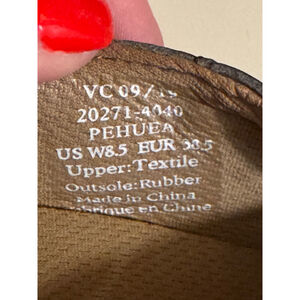 VC 09/18
20271-4040
PEHUEA
US W8.5 EUR 38.5
Upper:Textile
Outsole:Rubber
Made in China
Fabrique en Chine